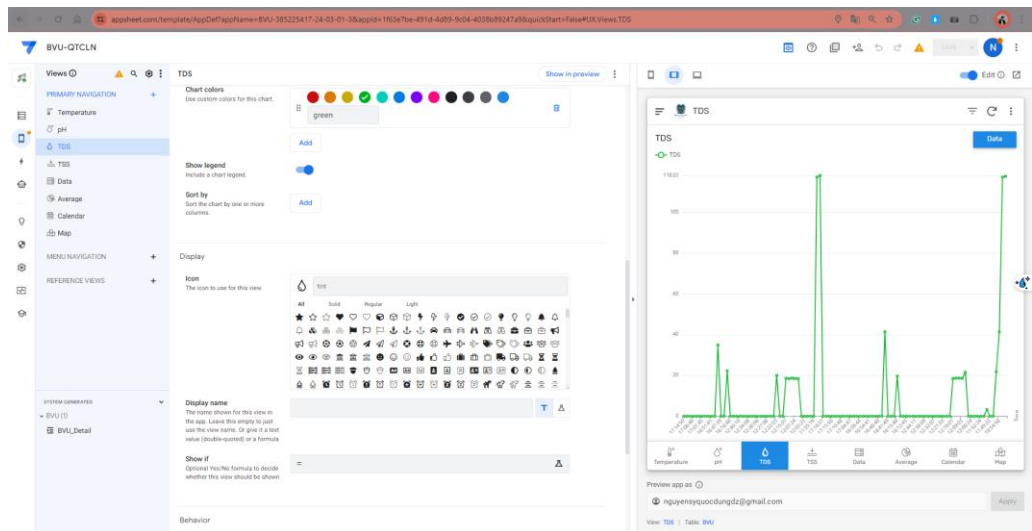 appsheet.com/template/AppDef?appName=BVU-385225417-24-03-01-3&appId=1f63e7be-491d-4d89-9c04-4038b89247a9&quickStart=False#UX.Views.TDS
BVU-QTCLN
SAVE
N
Views
PRIMARY NAVIGATION
Temperature
pH
TDS
TSS
Data
Average
Calendar
Map
MENU NAVIGATION
REFERENCE VIEWS
SYSTEM GENERATED
BVU (1)
BVU_Detail
TDS
Show in preview
Chart colors
Use custom colors for this chart.
green
Add
Show legend
Include a chart legend.
Sort by
Sort the chart by one or more
columns.
Add
Display
Icon
The icon to use for this view
tint
All Solid Regular Light
Display name
The name shown for this view in
the app. Leave this empty to just
use the view name. Or give it a text
value (double-quoted) or a formula
Show if
Optional Yes/No formula to decide
whether this view should be shown
=
Behavior
Edit
TDS
TDS
Data
TDS
100
80
60
40
20
0
Time
Temperature
pH
TDS
TSS
Data
Average
Calendar
Map
Preview app as
nguyensyquocdungdz@gmail.com
Apply
View: TDS | Table: BVU